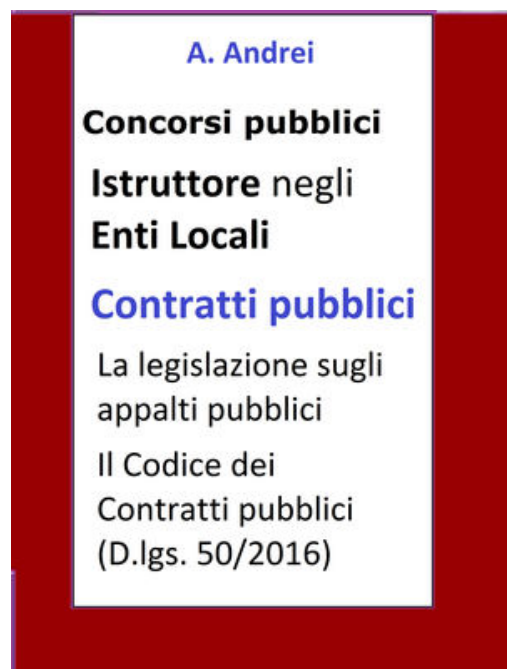 A. Andrei
Concorsi pubblici
Istruttore negli
Enti Locali
Contratti pubblici
La legislazione sugli
appalti pubblici
Il Codice dei
Contratti pubblici
(D.lgs. 50/2016)